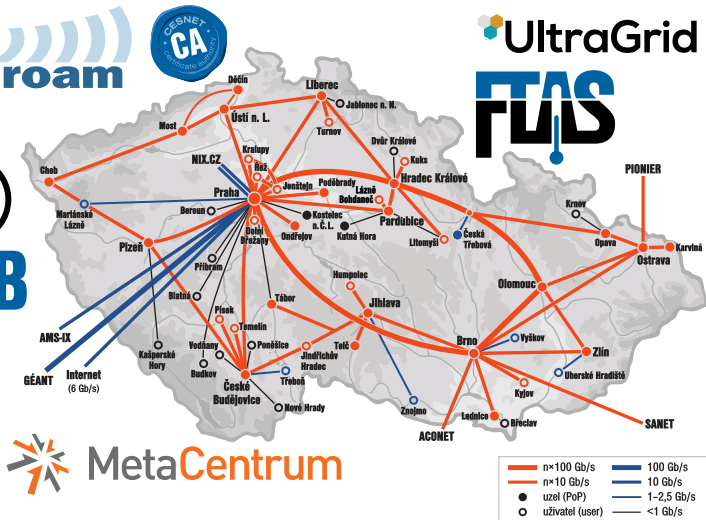 CESNET
CA
certificate authority
roam
UltraGrid
FTAS
B
Děčín
Liberec
Jablonec n. N.
Ústí n. L.
Most
Turnov
Kralupy
Dvůr Králové
NIX.CZ
Řež
Kuks
Cheb
Jenštejn
Poděbrady
Hradec Králové
PIONIER
Praha
Lázně
Bohdaneč
Mariánské
Lázně
Beroun
Kostelec
n.Č.L.
Pardubice
Krnov
Dolní
Břežany
Ondřejov
Kutná Hora
Litomyšl
Česká
Třebová
Opava
Karviná
Plzeň
Ostrava
Příbram
Humpolec
Olomouc
Blatná
Tábor
Jihlava
Písek
Temelín
AMS-IX
Vodňany
Poněšice
Telč
Brno
Vyškov
Zlín
GÉANT
Internet
(6 Gb/s)
Kašperské
Hory
Budkov
České
Budějovice
Třeboň
Jindřichův
Hradec
Uherské Hradiště
Kyjov
Nové Hrady
Znojmo
Lednice
Břeclav
SANET
ACONET
MetaCentrum
n×100 Gb/s
100 Gb/s
n×10 Gb/s
10 Gb/s
uzel (PoP)
1–2,5 Gb/s
uživatel (user)
<1 Gb/s